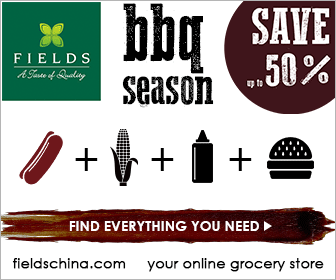 FIELDS
A Taste of Quality
bbq
season
SAVE
up to 50%
+ + +
FIND EVERYTHING YOU NEED ▶
fieldschina.com your online grocery store